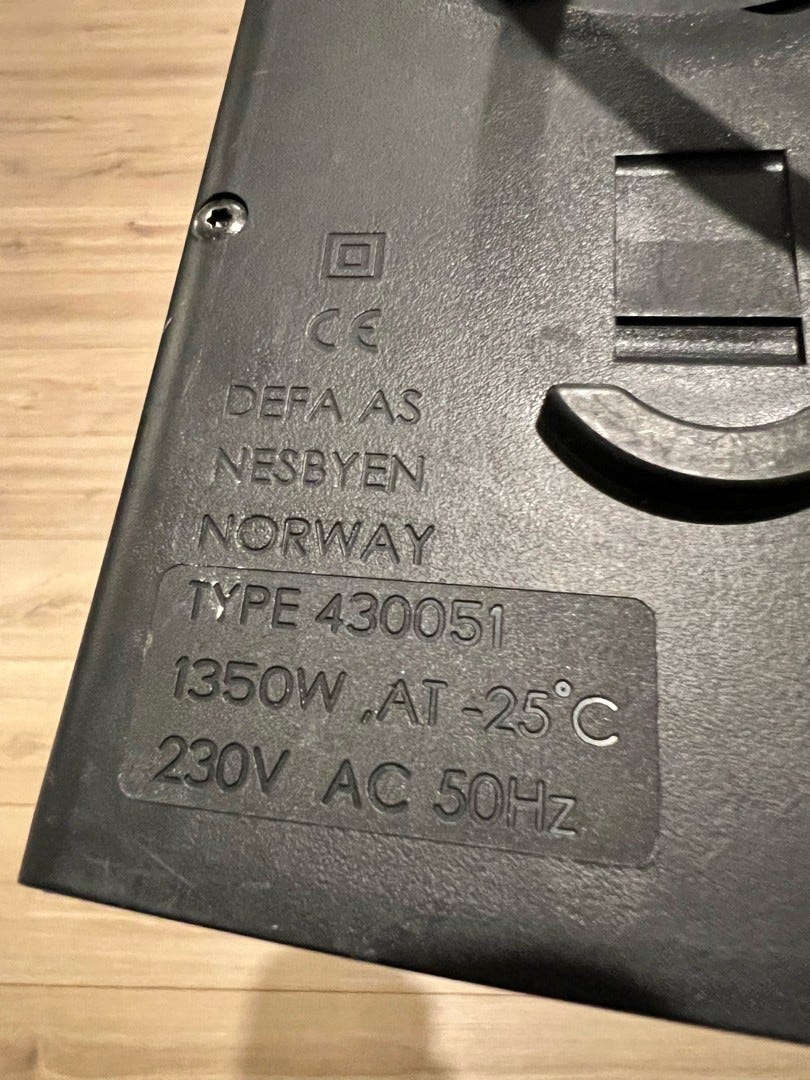 CE
DEFA AS
NESBYEN
NORWAY
TYPE 430051
1350W .AT -25°C
230V AC 50Hz